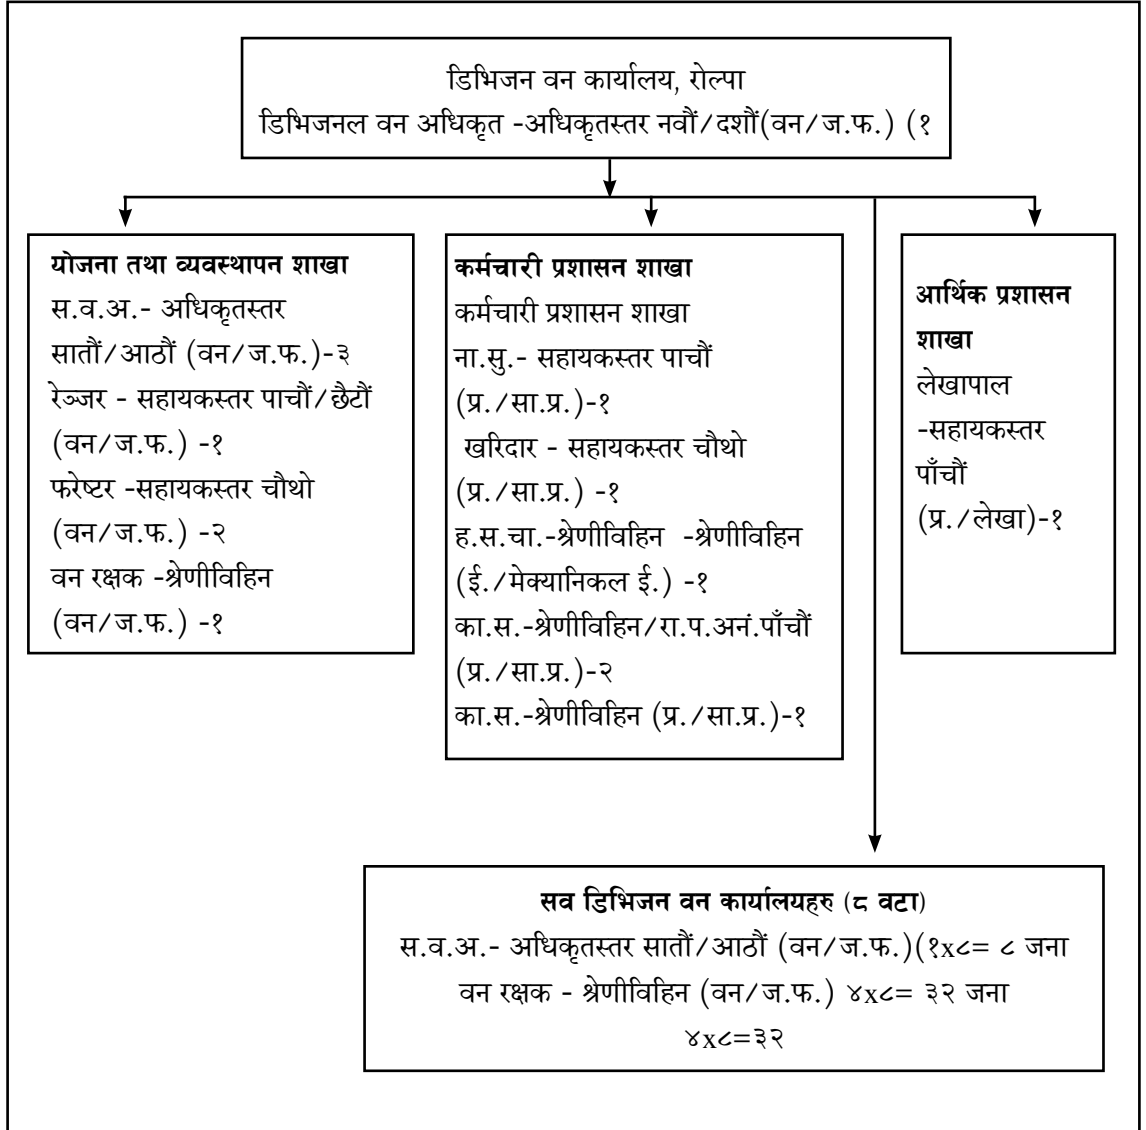 डिभिजन वन कार्यालय, रोल्पा
डिभिजनल वन अधिकृत -अधिकृतस्तर नवौं/दशौं(वन/ज.फ.) (१
योजना तथा व्यवस्थापन शाखा
स.व.अ.- अधिकृतस्तर
सातौं/आठौं (वन/ज.फ.)-३
रेञ्जर - सहायकस्तर पाचौं/छैटौं
(वन/ज.फ.) -१
फरेष्टर -सहायकस्तर चौथो
(वन/ज.फ.) -२
वन रक्षक -श्रेणीविहिन
(वन/ज.फ.) -१
कर्मचारी प्रशासन शाखा
कर्मचारी प्रशासन शाखा
ना.सु.- सहायकस्तर पाचौं
(प्र./सा.प्र.)-१
खरिदार - सहायकस्तर चौथो
(प्र./सा.प्र.) -१
ह.स.चा.-श्रेणीविहिन -श्रेणीविहिन
(ई./मेक्यानिकल ई.) -१
का.स.-श्रेणीविहिन/रा.प.अनं.पाँचौं
(प्र./सा.प्र.)-२
का.स.-श्रेणीविहिन (प्र./सा.प्र.)-१
आर्थिक प्रशासन
शाखा
लेखापाल
-सहायकस्तर
पाँचौं
(प्र./लेखा)-१
सव डिभिजन वन कार्यालयहरु (८ वटा)
स.व.अ.- अधिकृतस्तर सातौं/आठौं (वन/ज.फ.)(१x८= ८ जना
वन रक्षक - श्रेणीविहिन (वन/ज.फ.) ४x८= ३२ जना
४x८=३२